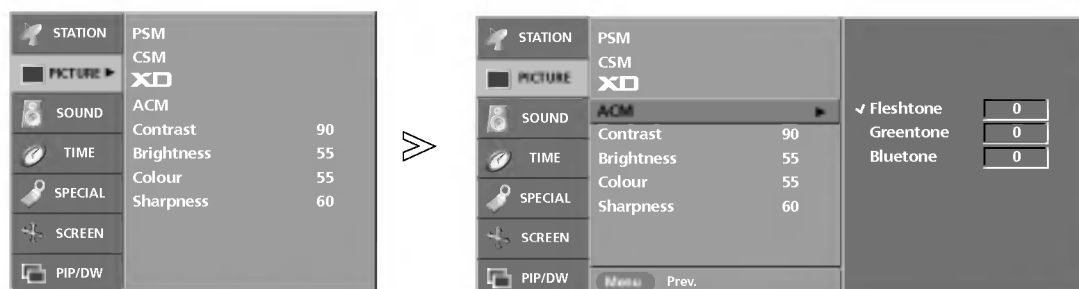 STATION
PICTURE
SOUND
TIME
SPECIAL
SCREEN
PIP/DW
PSM
CSM
XD
ACM
Contrast 90
Brightness 55
Colour 55
Sharpness 60
STATION
PICTURE
SOUND
TIME
SPECIAL
SCREEN
PIP/DW
PSM
CSM
XD
ACM
Contrast 90
Brightness 55
Colour 55
Sharpness 60
Menu Prev.
✓ Fleshtone 0
Greentone 0
Bluetone 0